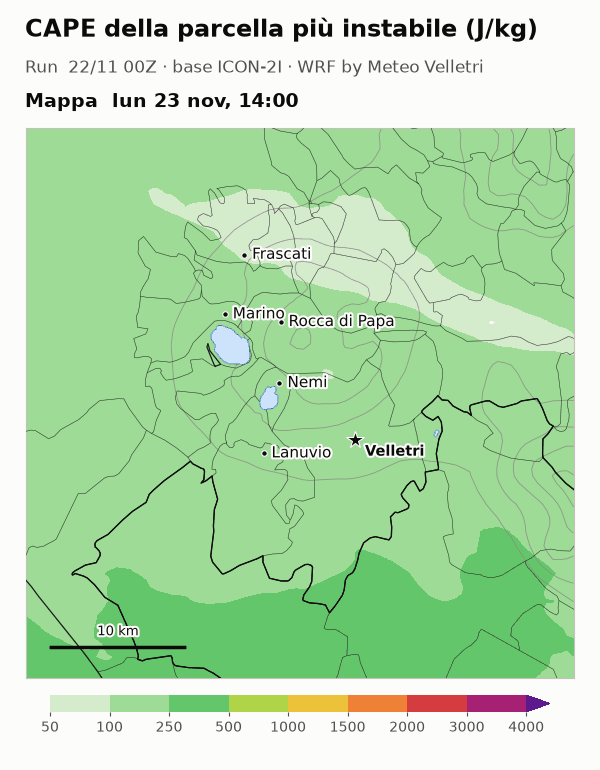 CAPE della parcella più instabile (J/kg)
Run  22/11 00Z · base ICON-2I · WRF by Meteo Velletri
Mappa  lun 23 nov, 14:00
Frascati
Marino
Rocca di Papa
Nemi
Velletri
Lanuvio
10 km
50 100 250 500 1000 1500 2000 3000 4000